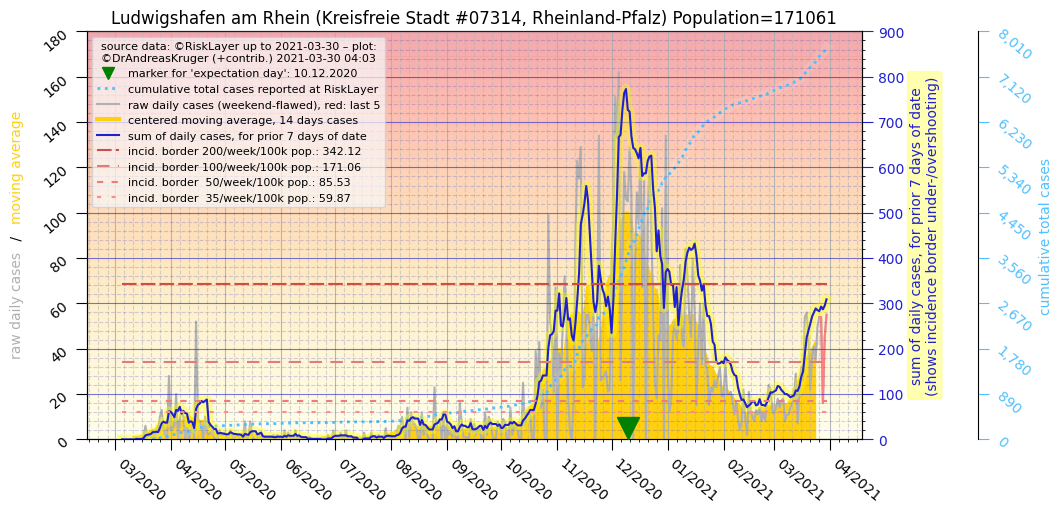 Ludwigshafen am Rhein (Kreisfreie Stadt #07314, Rheinland-Pfalz) Population=171061
source data: ©RiskLayer up to 2021-03-30 – plot:
©DrAndreasKruger (+contrib.) 2021-03-30 04:03
marker for 'expectation day': 10.12.2020
cumulative total cases reported at RiskLayer
raw daily cases (weekend-flawed), red: last 5
centered moving average, 14 days cases
sum of daily cases, for prior 7 days of date
incid. border 200/week/100k pop.: 342.12
incid. border 100/week/100k pop.: 171.06
incid. border  50/week/100k pop.: 85.53
incid. border  35/week/100k pop.: 59.87
raw daily cases  /  moving average
180
160
140
120
100
80
60
40
20
0
03/2020
04/2020
05/2020
06/2020
07/2020
08/2020
09/2020
10/2020
11/2020
12/2020
01/2021
02/2021
03/2021
04/2021
900
800
700
600
500
400
300
200
100
0
sum of daily cases, for prior 7 days of date
(shows incidence border under-/overshooting)
8,010
7,120
6,230
5,340
4,450
3,560
2,670
1,780
890
0
cumulative total cases